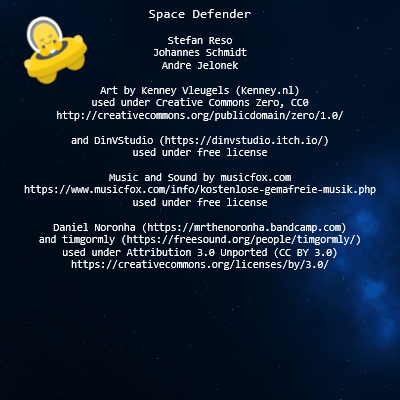 Space Defender
Stefan Reso
Johannes Schmidt
Andre Jelonek
Art by Kenney Vleugels (Kenney.nl)
used under Creative Commons Zero, CC0
http://creativecommons.org/publicdomain/zero/1.0/
and DinVStudio (https://dinvstudio.itch.io/)
used under free license
Music and Sound by musicfox.com
https://www.musicfox.com/info/kostenlose-gemafreie-musik.php
used under free license
Daniel Noronha (https://mrthenoronha.bandcamp.com)
and timgormly (https://freesound.org/people/timgormly/)
used under Attribution 3.0 Unported (CC BY 3.0)
https://creativecommons.org/licenses/by/3.0/